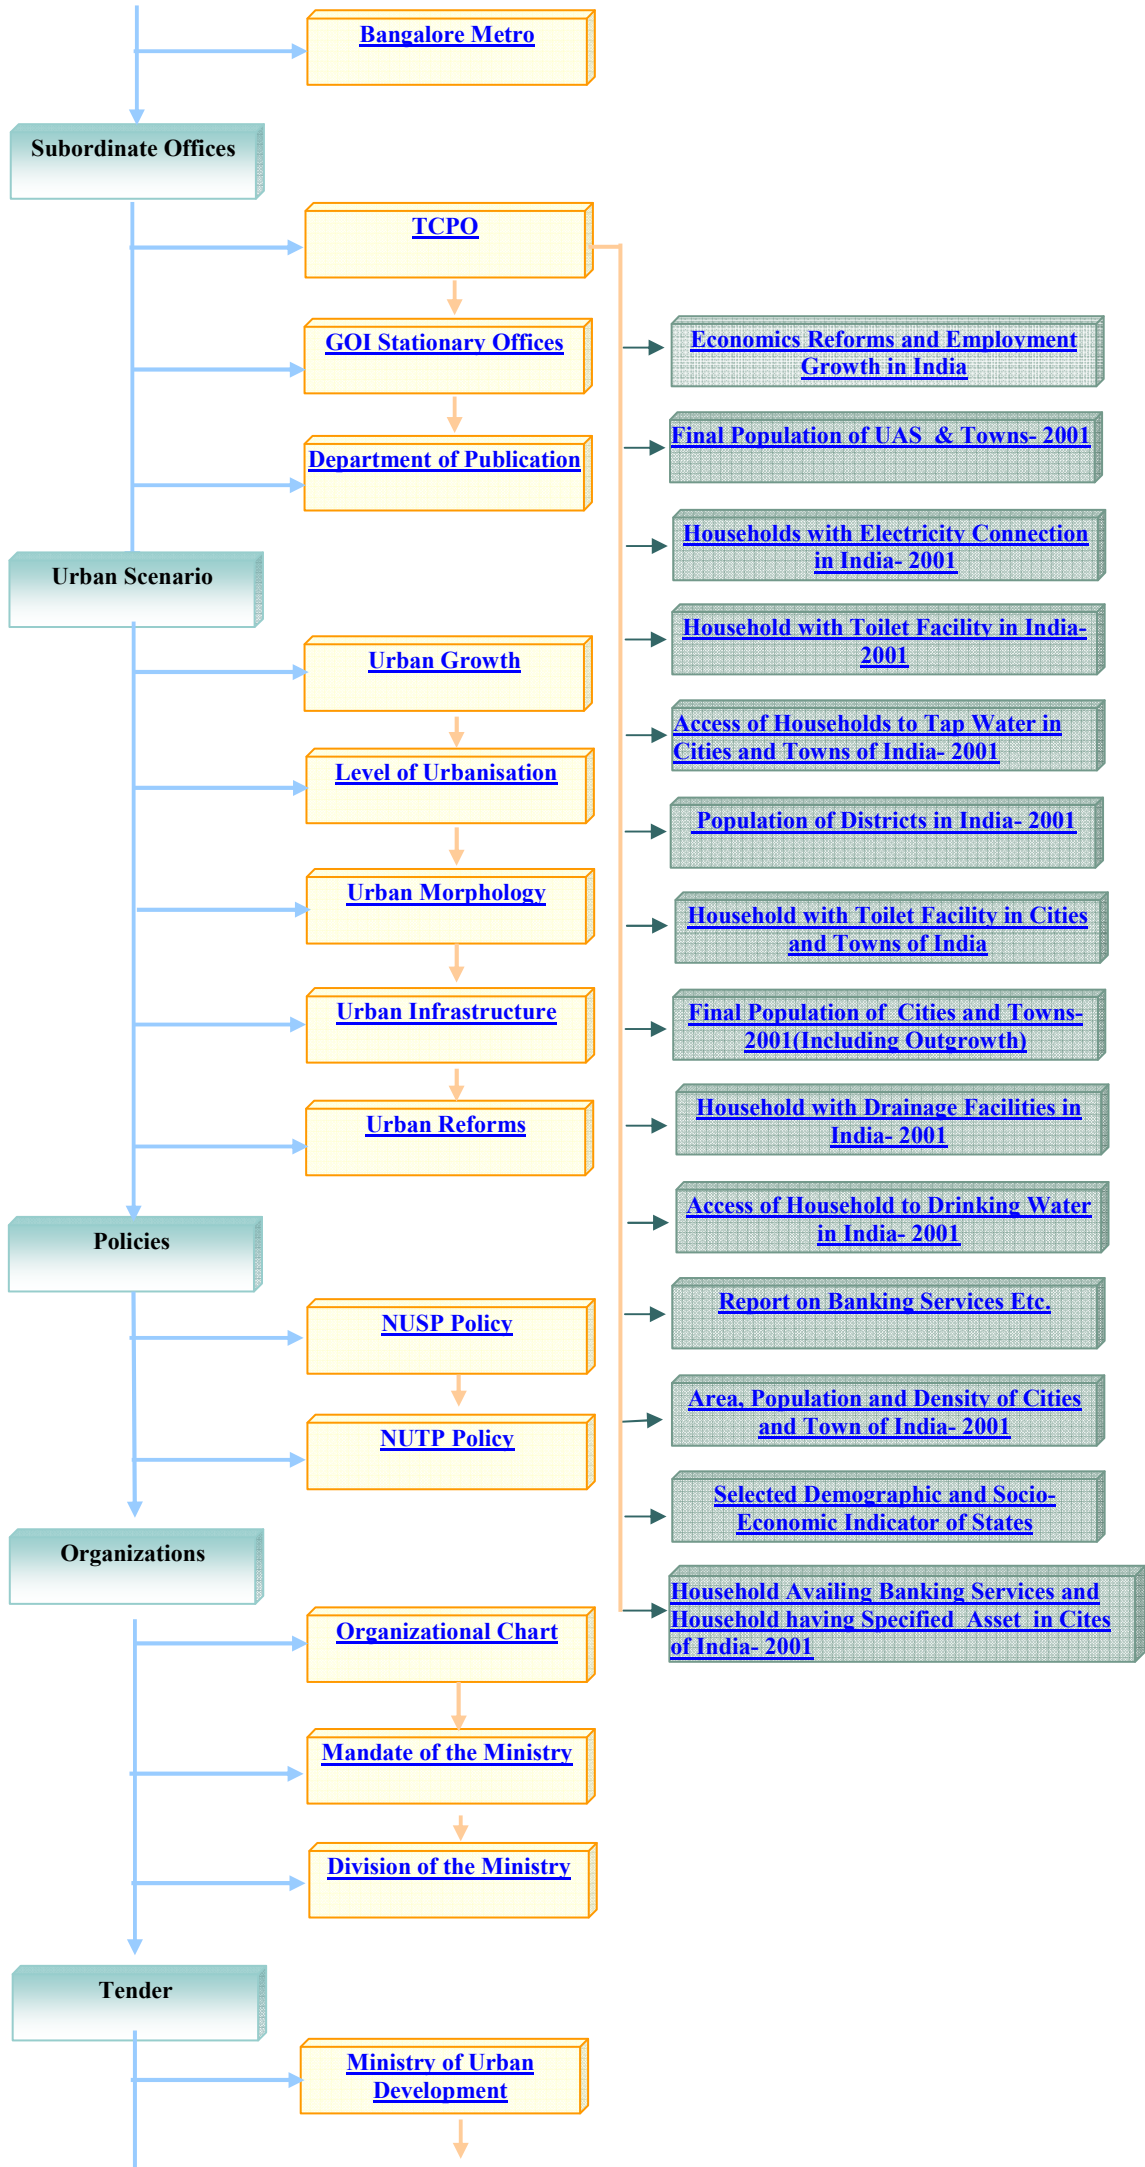 Bangalore Metro
Subordinate Offices
TCPO
GOI Stationary Offices
Department of Publication
Economics Reforms and Employment
Growth in India
Final Population of UAS & Towns- 2001
Households with Electricity Connection
in India- 2001
Household with Toilet Facility in India-
2001
Access of Households to Tap Water in
Cities and Towns of India- 2001
Population of Districts in India- 2001
Household with Toilet Facility in Cities
and Towns of India
Final Population of Cities and Towns-
2001(Including Outgrowth)
Household with Drainage Facilities in
India- 2001
Access of Household to Drinking Water
in India- 2001
Report on Banking Services Etc.
Area, Population and Density of Cities
and Town of India- 2001
Selected Demographic and Socio-
Economic Indicator of States
Household Availing Banking Services and
Household having Specified Asset in Cites
of India- 2001
Urban Scenario
Urban Growth
Level of Urbanisation
Urban Morphology
Urban Infrastructure
Urban Reforms
Policies
NUSP Policy
NUTP Policy
Organizations
Organizational Chart
Mandate of the Ministry
Division of the Ministry
Tender
Ministry of Urban
Development